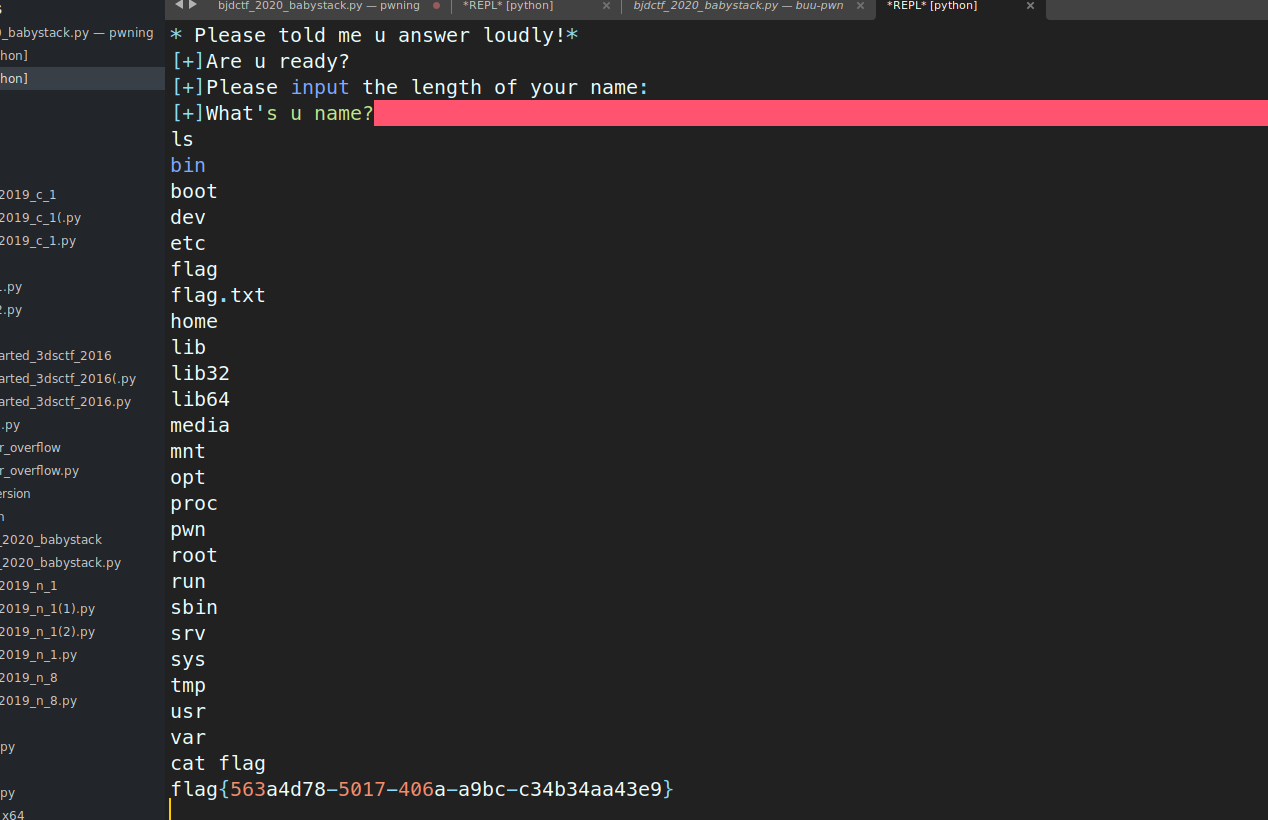 bjdctf_2020_babystack.py — pwning
*REPL* [python]
bjdctf_2020_babystack.py — buu-pwn
*REPL* [python]
s
0_babystack.py — pwning
hon]
hon]
2019_c_1
2019_c_1(.py
2019_c_1.py
1.py
2.py
arted_3dsctf_2016
arted_3dsctf_2016(.py
arted_3dsctf_2016.py
.py
r_overflow
r_overflow.py
ersion
n
_2020_babystack
_2020_babystack.py
2019_n_1
2019_n_1(1).py
2019_n_1(2).py
2019_n_1.py
2019_n_8
2019_n_8.py
py
py
x64
* Please told me u answer loudly!*
[+]Are u ready?
[+]Please input the length of your name:
[+]What's u name?
ls
bin
boot
dev
etc
flag
flag.txt
home
lib
lib32
lib64
media
mnt
opt
proc
pwn
root
run
sbin
srv
sys
tmp
usr
var
cat flag
flag{563a4d78-5017-406a-a9bc-c34b34aa43e9}